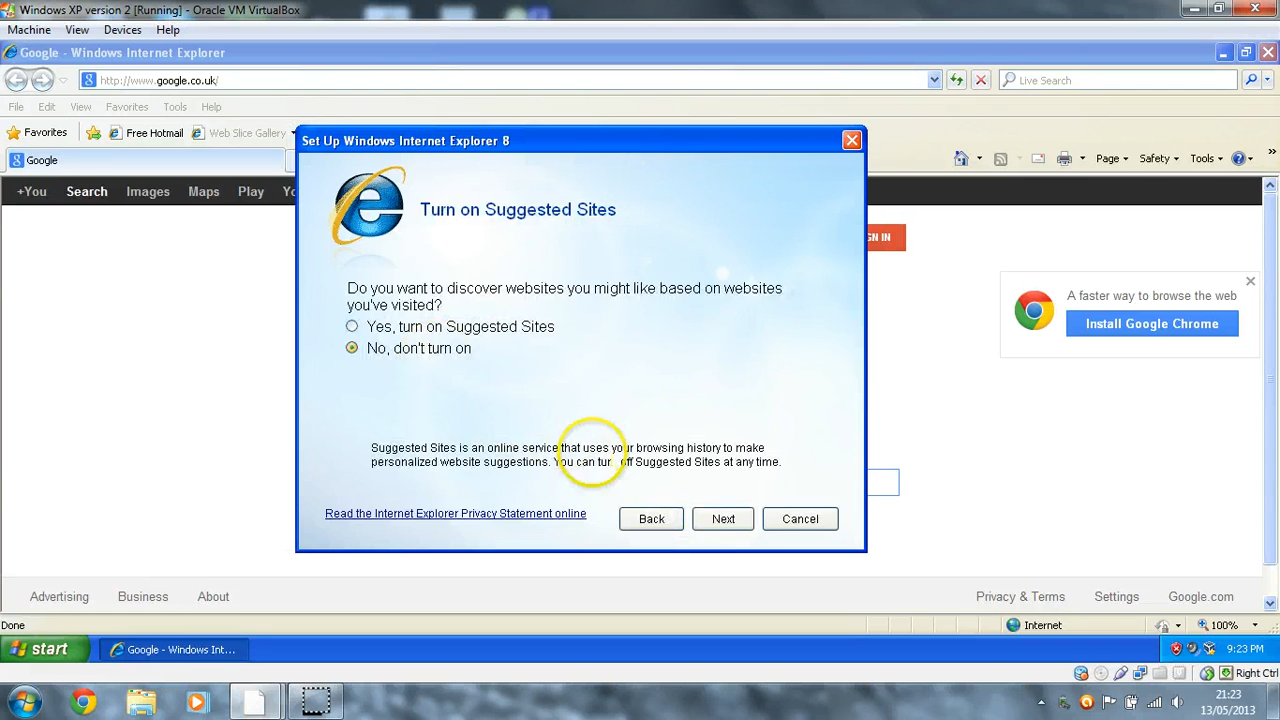 Windows XP version 2 [Running] - Oracle VM VirtualBox
Machine View Devices Help
Google - Windows Internet Explorer
http://www.google.co.uk/
Live Search
File Edit View Favorites Tools Help
Favorites Free Hotmail Web Slice Gallery
Google
Page Safety Tools
+You Search Images Maps Play
GN IN
A faster way to browse the web
Install Google Chrome
Set Up Windows Internet Explorer 8
Turn on Suggested Sites
Do you want to discover websites you might like based on websites
you've visited?
Yes, turn on Suggested Sites
No, don't turn on
Suggested Sites is an online service that uses your browsing history to make
personalized website suggestions. You can tur off Suggested Sites at any time.
Read the Internet Explorer Privacy Statement online
Back Next Cancel
Advertising Business About Privacy & Terms Settings Google.com
Done Internet 100%
start Google - Windows Int... 9:23 PM
Right Ctrl
21:23
13/05/2013